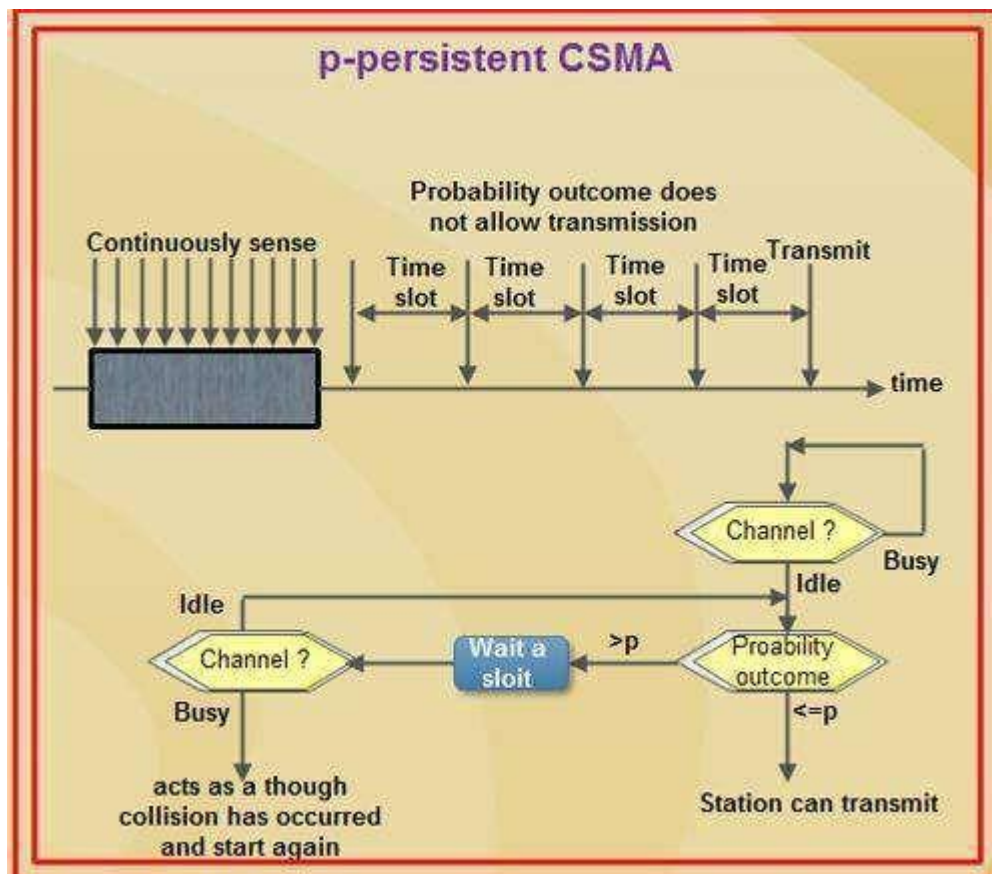 p-persistent CSMA
Probability outcome does
not allow transmission
Continuously sense
Transmit
Time
slot
Time
slot
Time
slot
Time
slot
time
Channel ?
Busy
Idle
Idle
Channel ?
Wait a
sloit
>p
Proability
outcome
Busy
<=p
acts as a though
collision has occurred
and start again
Station can transmit